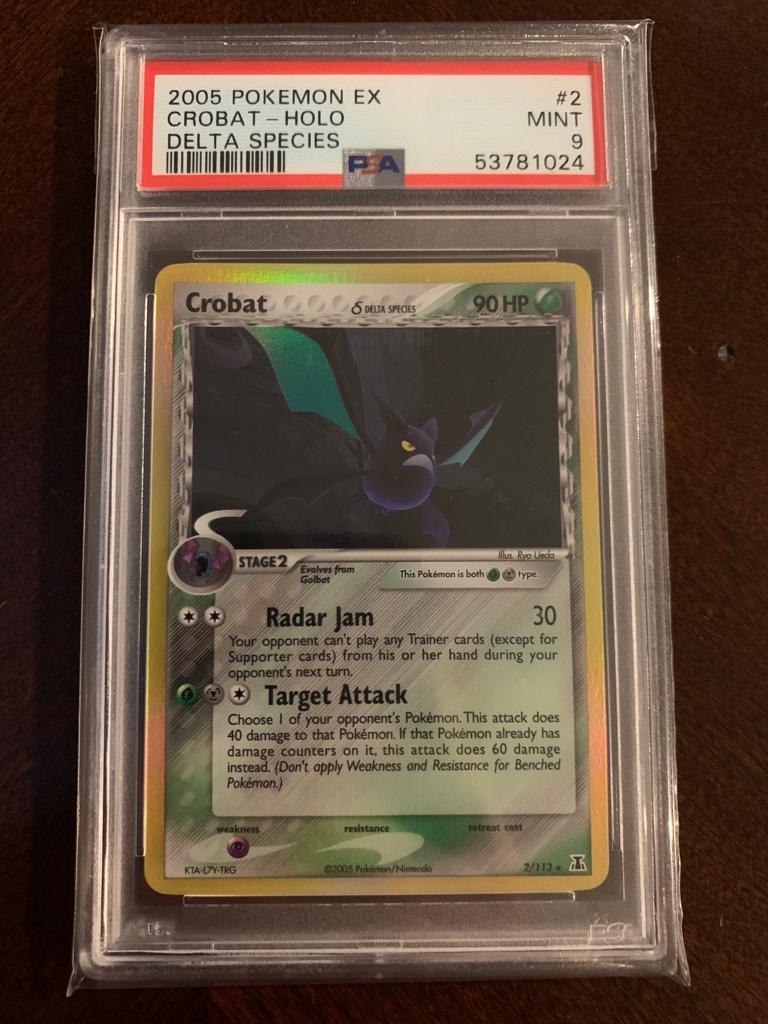 2005 POKEMON EX #2
CROBAT - HOLO MINT
DELTA SPECIES 9
PSA 53781024
Crobat δ DELTA SPECIES 90 HP
Illus. Ryo Ueda
STAGE 2 Evolves from Golbat
This Pokémon is both type.
Radar Jam 30
Your opponent can't play any Trainer cards (except for
Supporter cards) from his or her hand during your
opponent's next turn.
Target Attack
Choose 1 of your opponent's Pokémon. This attack does
40 damage to that Pokémon. If that Pokémon already has
damage counters on it, this attack does 60 damage
instead. (Don't apply Weakness and Resistance for Benched
Pokémon.)
weakness resistance retreat cost
KTA-L7Y-TRG ©2005 Pokémon/Nintendo 2/113 ★